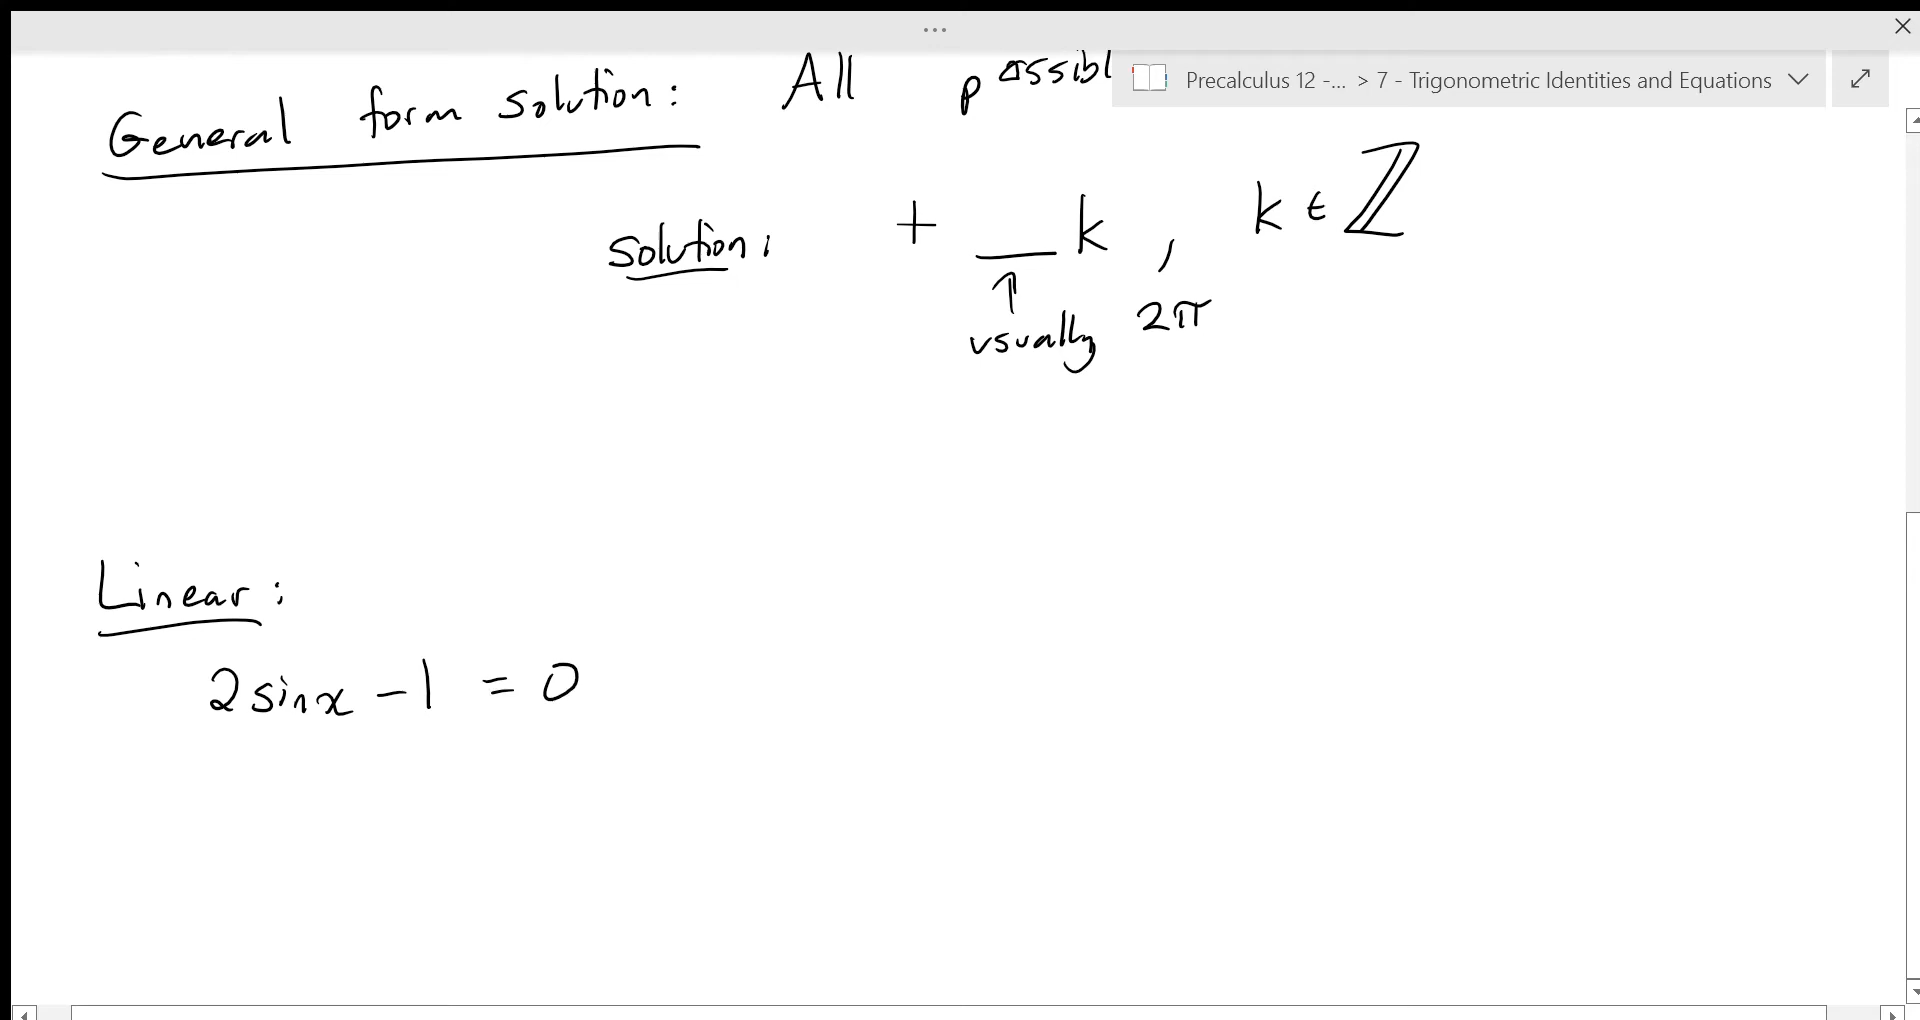 ...
Precalculus 12 -... > 7 - Trigonometric Identities and Equations
General form solution: All possibl
solution: + __ k , k ∈ ℤ
↑
usually 2π
Linear:
2sinx - 1 = 0